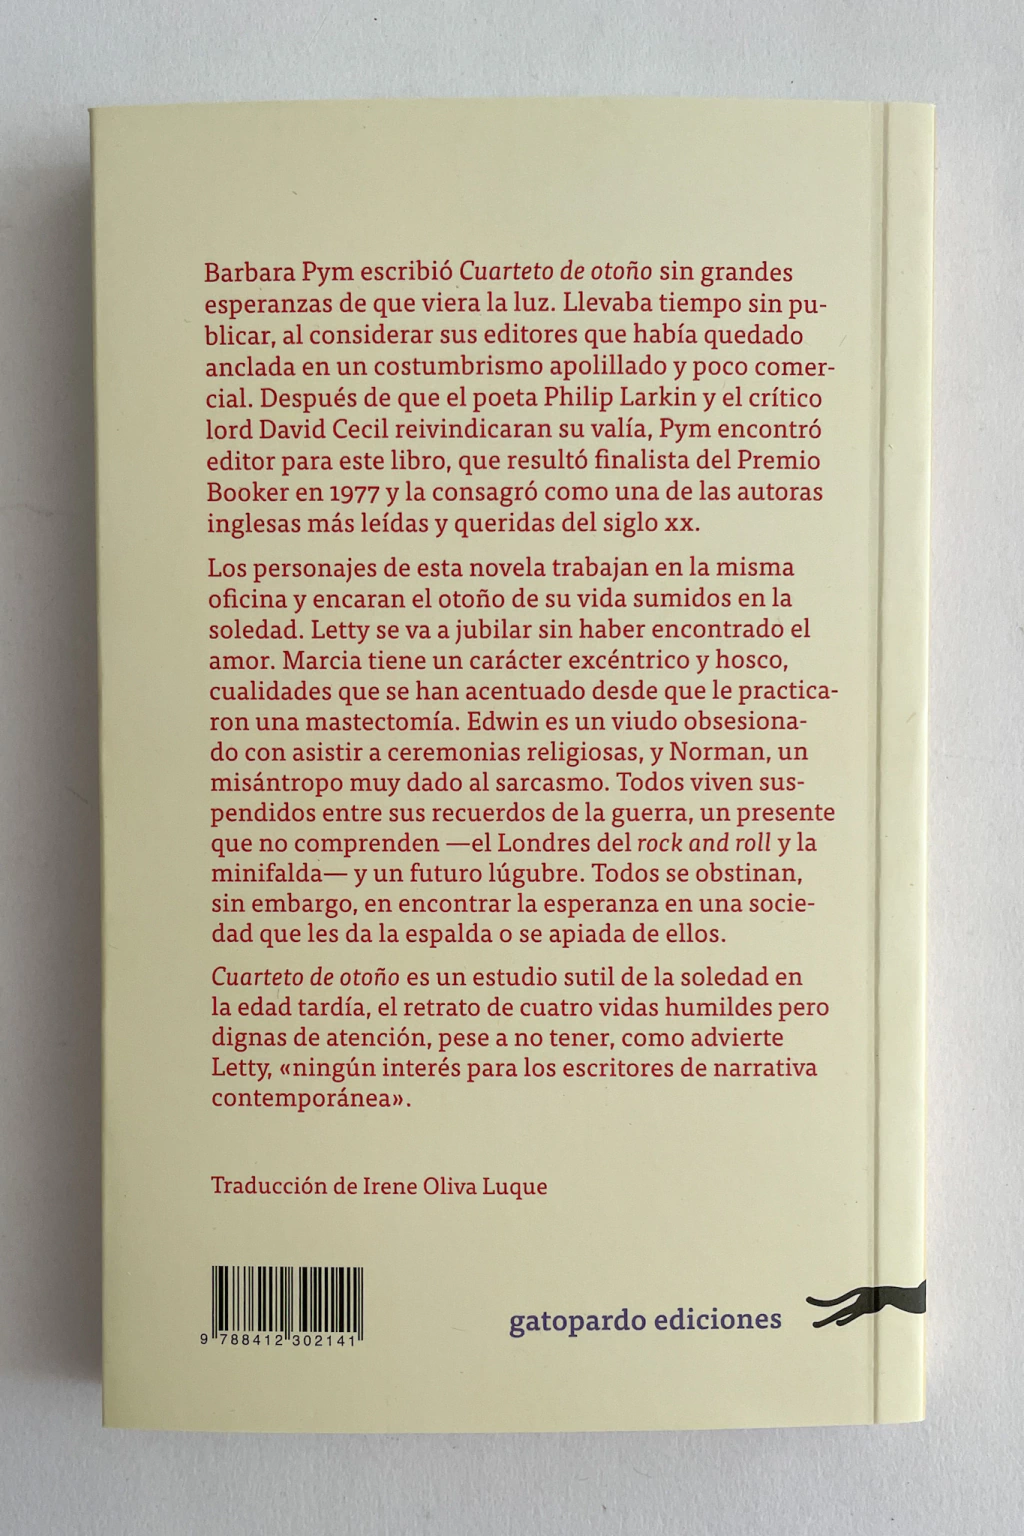 Barbara Pym escribió Cuarteto de otoño sin grandes
esperanzas de que viera la luz. Llevaba tiempo sin pu-
blicar, al considerar sus editores que había quedado
anclada en un costumbrismo apolillado y poco comer-
cial. Después de que el poeta Philip Larkin y el crítico
lord David Cecil reivindicaran su valía, Pym encontró
editor para este libro, que resultó finalista del Premio
Booker en 1977 y la consagró como una de las autoras
inglesas más leídas y queridas del siglo xx.
Los personajes de esta novela trabajan en la misma
oficina y encaran el otoño de su vida sumidos en la
soledad. Letty se va a jubilar sin haber encontrado el
amor. Marcia tiene un carácter excéntrico y hosco,
cualidades que se han acentuado desde que le practica-
ron una mastectomía. Edwin es un viudo obsesiona-
do con asistir a ceremonias religiosas, y Norman, un
misántropo muy dado al sarcasmo. Todos viven sus-
pendidos entre sus recuerdos de la guerra, un presente
que no comprenden —el Londres del rock and roll y la
minifalda— y un futuro lúgubre. Todos se obstinan,
sin embargo, en encontrar la esperanza en una socie-
dad que les da la espalda o se apiada de ellos.
Cuarteto de otoño es un estudio sutil de la soledad en
la edad tardía, el retrato de cuatro vidas humildes pero
dignas de atención, pese a no tener, como advierte
Letty, «ningún interés para los escritores de narrativa
contemporánea».
Traducción de Irene Oliva Luque
9 788412 302141
gatopardo ediciones